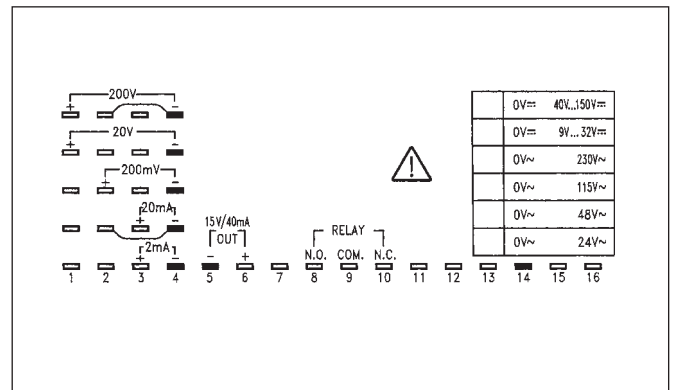 200V
+ -
20V
+ -
200mV
+ -
20mA
+ -
2mA
+ -
15V/40mA
OUT
- +
RELAY
N.O. COM. N.C.
1 2 3 4 5 6 7 8 9 10 11 12 13 14 15 16
0V⎓ 40V...150V⎓
0V⎓ 9V...32V⎓
0V~ 230V~
0V~ 115V~
0V~ 48V~
0V~ 24V~